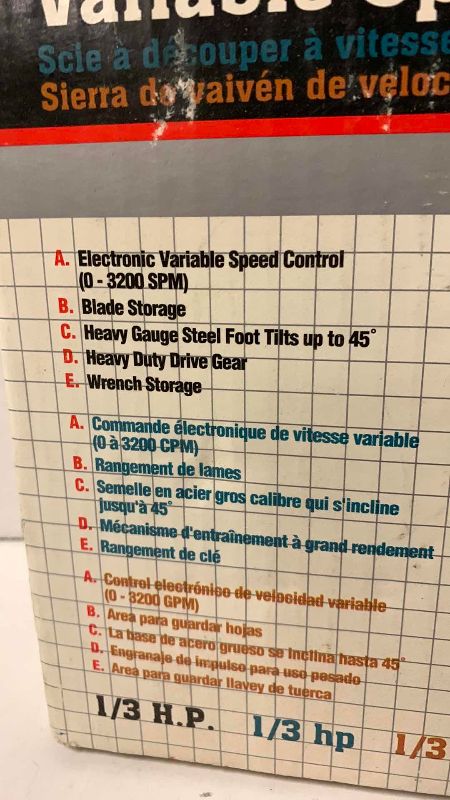 Variable Sp
Scie à découper à vitesse
Sierra de vaivén de veloc
A. Electronic Variable Speed Control
(0 - 3200 SPM)
B. Blade Storage
C. Heavy Gauge Steel Foot Tilts up to 45°
D. Heavy Duty Drive Gear
E. Wrench Storage
A. Commande électronique de vitesse variable
(0 à 3200 CPM)
B. Rangement de lames
C. Semelle en acier gros calibre qui s'incline
jusqu'à 45°
D. Mécanisme d'entraînement à grand rendement
E. Rangement de clé
A. Control electróniso de velosidad variable
(0 - 3200 GPM)
B. Area para guardar hojas
C. La base de acero grueso se inclina hasta 45°
D. Engranaje de impulso para uso pesado
E. Area para guardar llavey de tuerca
1/3 H.P. 1/3 hp 1/3